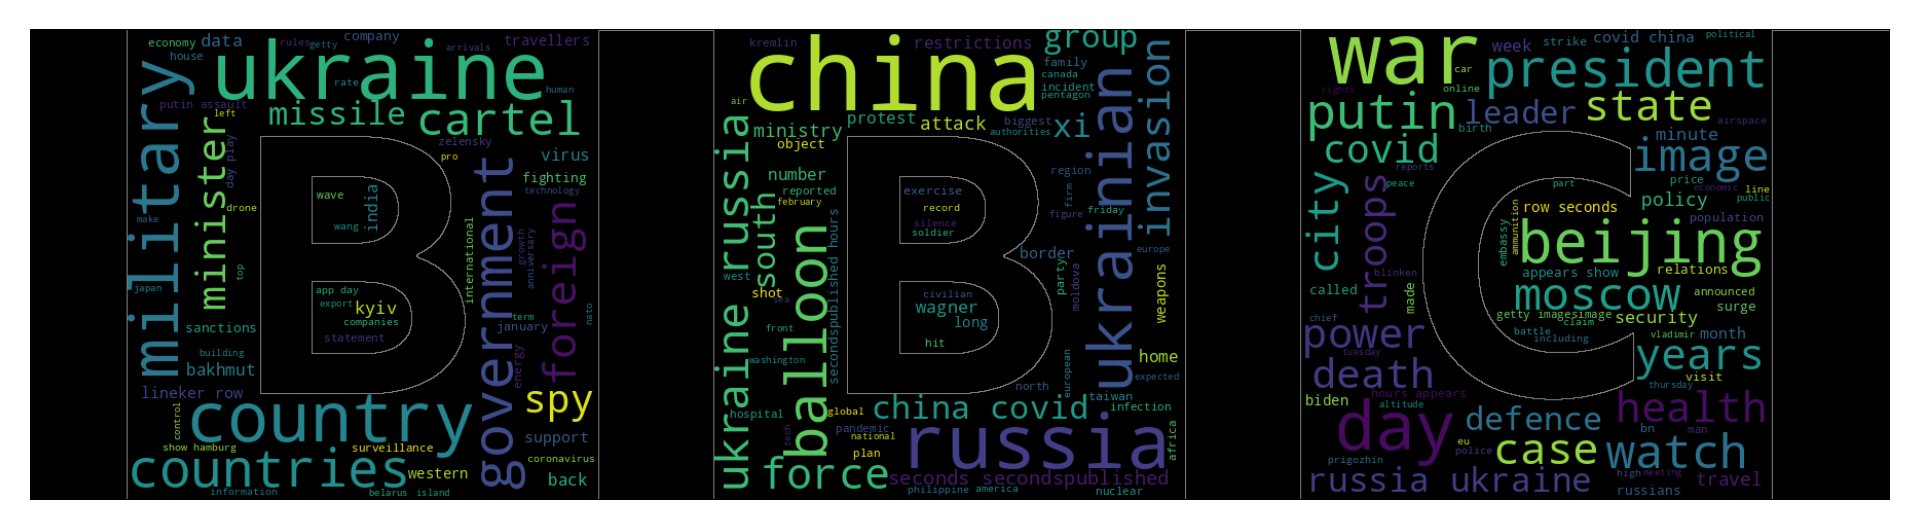 economy data rules getty company arrivals travellers
house ukraine rate human
military putin assault left missile cartel
minister day play zelensky pro virus
fighting technology
wave india wang
drone make government foreign
top japan international growth anniversary
app day export kyiv companies statement
sanctions building bakhmut term january nato
lineker row energy
country spy
control show hamburg surveillance support
countries western coronavirus back
information belarus island
B
kremlin restrictions group
china family canada incident pentagon invasion
air protest attack biggest authorities xi ukrainian
ministry object region
number reported february firm figure friday
exercise record silence soldier
russia south border europe
west shot sea party moldova weapons
civilian wagner long hit
balloon front secondspublished hours
ukraine washington home expected
north european taiwan infection
hospital global china covid
tech pandemic national plan russia africa
force seconds secondspublished
philippine america nuclear
B
war week strike covid china political
car online president
rights putin leader state airspace
birth minute
covid image reports
city troops peace part price economic line public
row seconds policy population
ammunition embassy beijing
blinken appears show relations
called made moscow announced surge
getty imagesimage claim security
chief battle including vladimir month
power tuesday years
death visit thursday
biden hours appears altitude health
day defence bn man
eu police case watch
prigozhin high meeting
russia ukraine russians travel
C